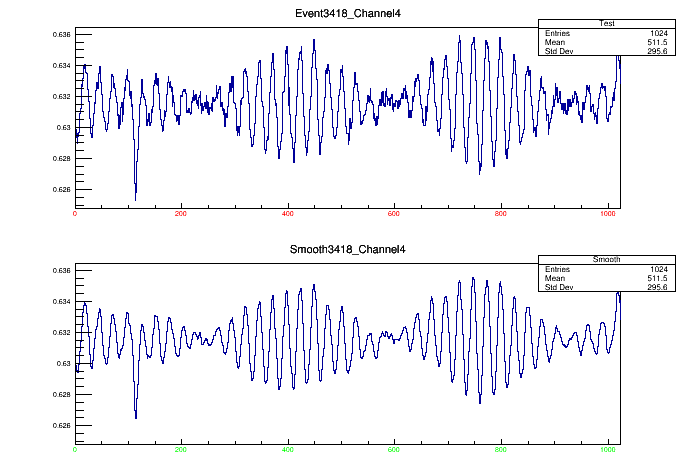 Event3418_Channel4
Test
Entries 1024
Mean 511.5
Std Dev 295.6
0.636
0.634
0.632
0.63
0.628
0.626
0 200 400 600 800 1000
Smooth3418_Channel4
Smooth
Entries 1024
Mean 511.5
Std Dev 295.6
0.636
0.634
0.632
0.63
0.628
0.626
0 200 400 600 800 1000